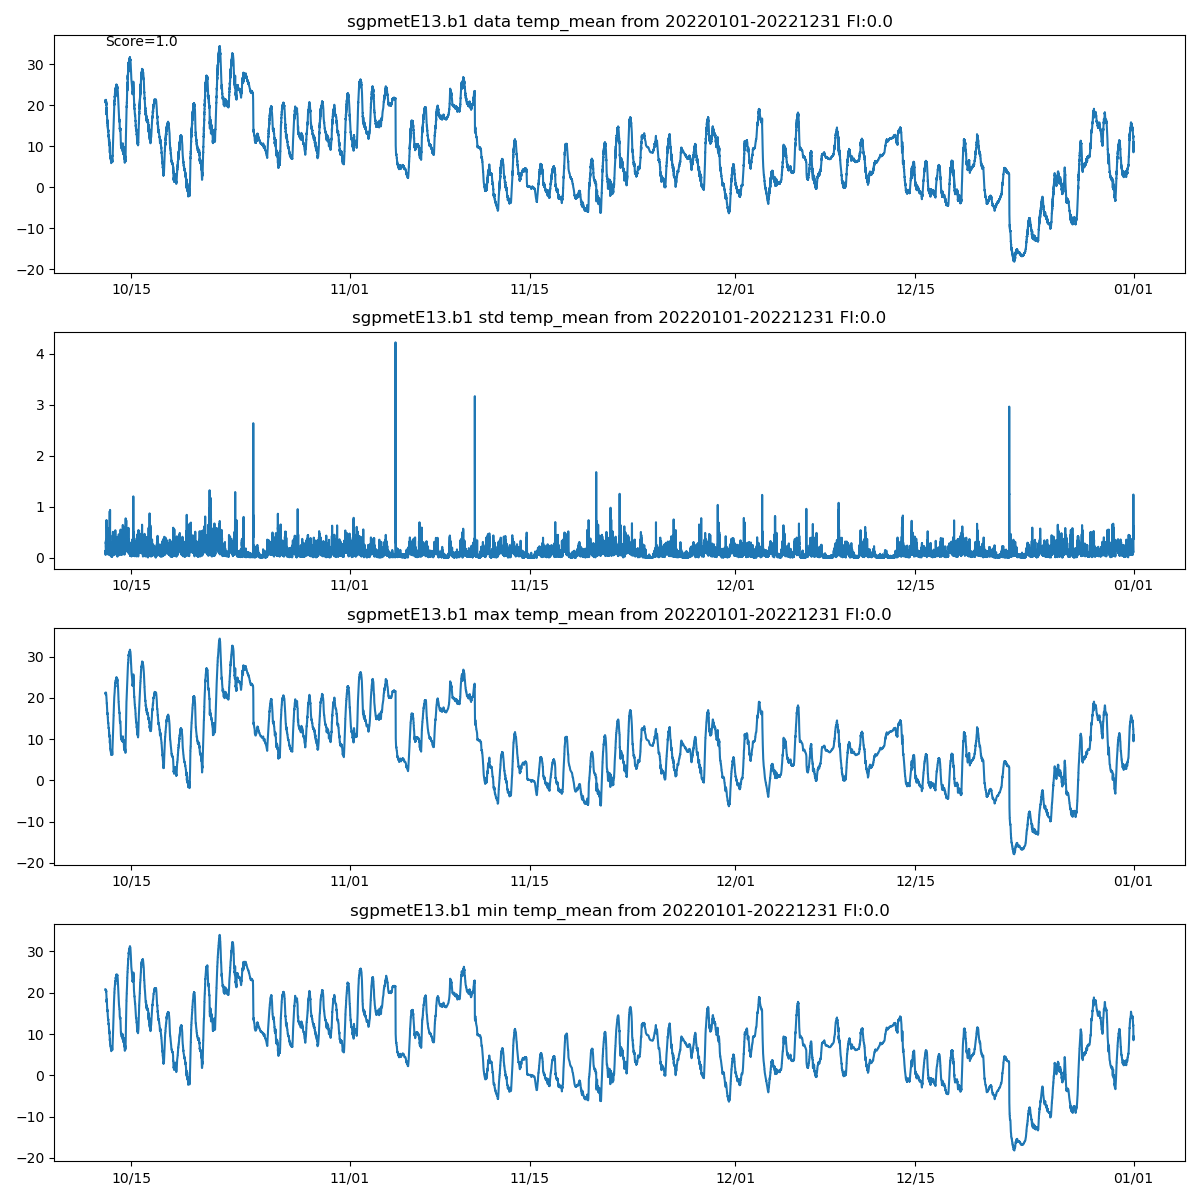 sgpmetE13.b1 data temp_mean from 20220101-20221231 FI:0.0
Score=1.0
30
20
10
0
−10
−20
10/15 11/01 11/15 12/01 12/15 01/01
sgpmetE13.b1 std temp_mean from 20220101-20221231 FI:0.0
4
3
2
1
0
10/15 11/01 11/15 12/01 12/15 01/01
sgpmetE13.b1 max temp_mean from 20220101-20221231 FI:0.0
30
20
10
0
−10
−20
10/15 11/01 11/15 12/01 12/15 01/01
sgpmetE13.b1 min temp_mean from 20220101-20221231 FI:0.0
30
20
10
0
−10
−20
10/15 11/01 11/15 12/01 12/15 01/01